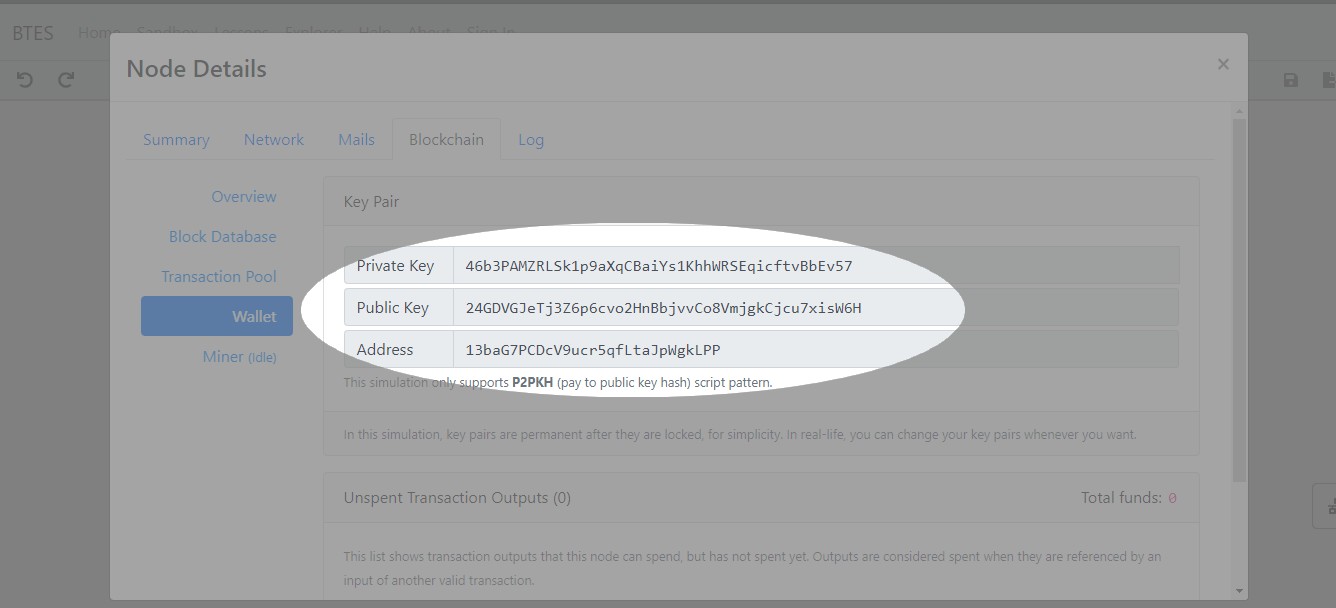 BTES Home Sandbox Lessons Explorer Help About Sign In
Node Details
Summary Network Mails Blockchain Log
Overview
Block Database
Transaction Pool
Wallet
Miner (Idle)
Key Pair
Private Key 46b3PAMZRLSk1p9aXqCBaiYs1KhhWRSEqicftvBbEv57
Public Key 24GDVGJeTj3Z6p6cvo2HnBbjvvCo8VmjgkCjcu7xisW6H
Address 13baG7PCDcV9ucr5qfLtaJpWgkLPP
This simulation only supports P2PKH (pay to public key hash) script pattern.
In this simulation, key pairs are permanent after they are locked, for simplicity. In real-life, you can change your key pairs whenever you want.
Unspent Transaction Outputs (0) Total funds: 0
This list shows transaction outputs that this node can spend, but has not spent yet. Outputs are considered spent when they are referenced by an
input of another valid transaction.